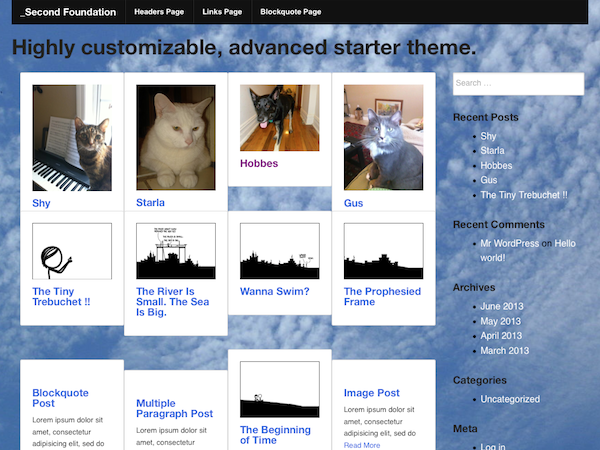 _Second Foundation
Headers Page
Links Page
Blockquote Page
Highly customizable, advanced starter theme.
Search …
Shy
Starla
Hobbes
Gus
The Tiny
Trebuchet !!
The River Is
Small. The Sea
Is Big.
Wanna Swim?
The Prophesied
Frame
Blockquote
Post
Lorem ipsum dolor sit
amet, consectetur
adipisicing elit, sed do
Multiple
Paragraph Post
Lorem ipsum dolor sit
amet, consectetur
The Beginning
of Time
Image Post
Lorem ipsum dolor sit
amet, consectetur
adipisicing elit, sed do
Read More
Recent Posts
Shy
Starla
Hobbes
Gus
The Tiny Trebuchet !!
Recent Comments
Mr WordPress on Hello
world!
Archives
June 2013
May 2013
April 2013
March 2013
Categories
Uncategorized
Meta
Log in